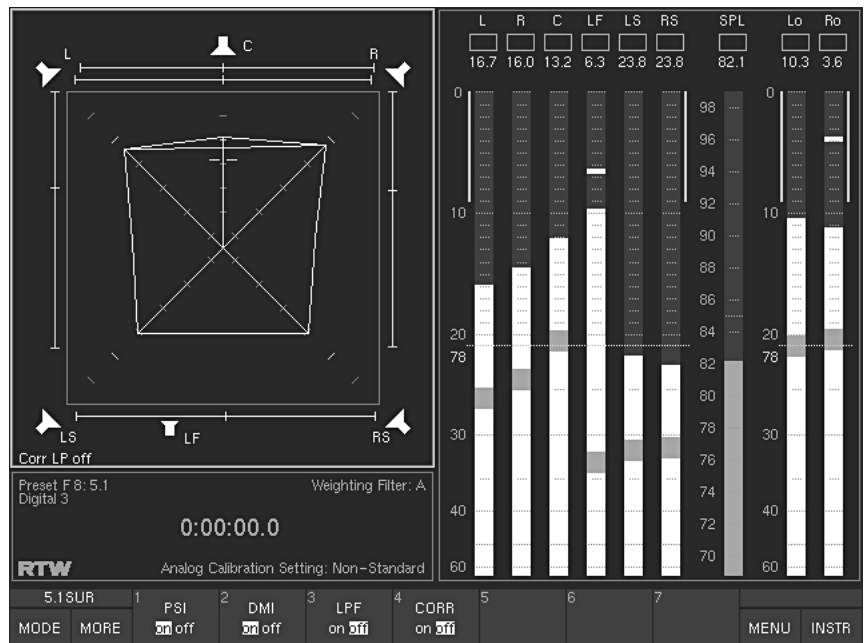 L
C
R
LS
LF
RS
Corr LP off
Preset F 8: 5.1
Weighting Filter: A
Digital 3
0:00:00.0
RTW
Analog Calibration Setting: Non-Standard
L R C LF LS RS SPL Lo Ro
16.7 16.0 13.2 6.3 23.8 23.8 82.1 10.3 3.6
0 98 0
96
94
92
10 90 10
88
86
20 84 20
78 82 78
80
30 78 30
76
74
40 72 40
70
60 60
5.1SUR 1 PSI 2 DMI 3 LPF 4 CORR 5 6 7
MODE MORE on off on off on off on off MENU INSTR